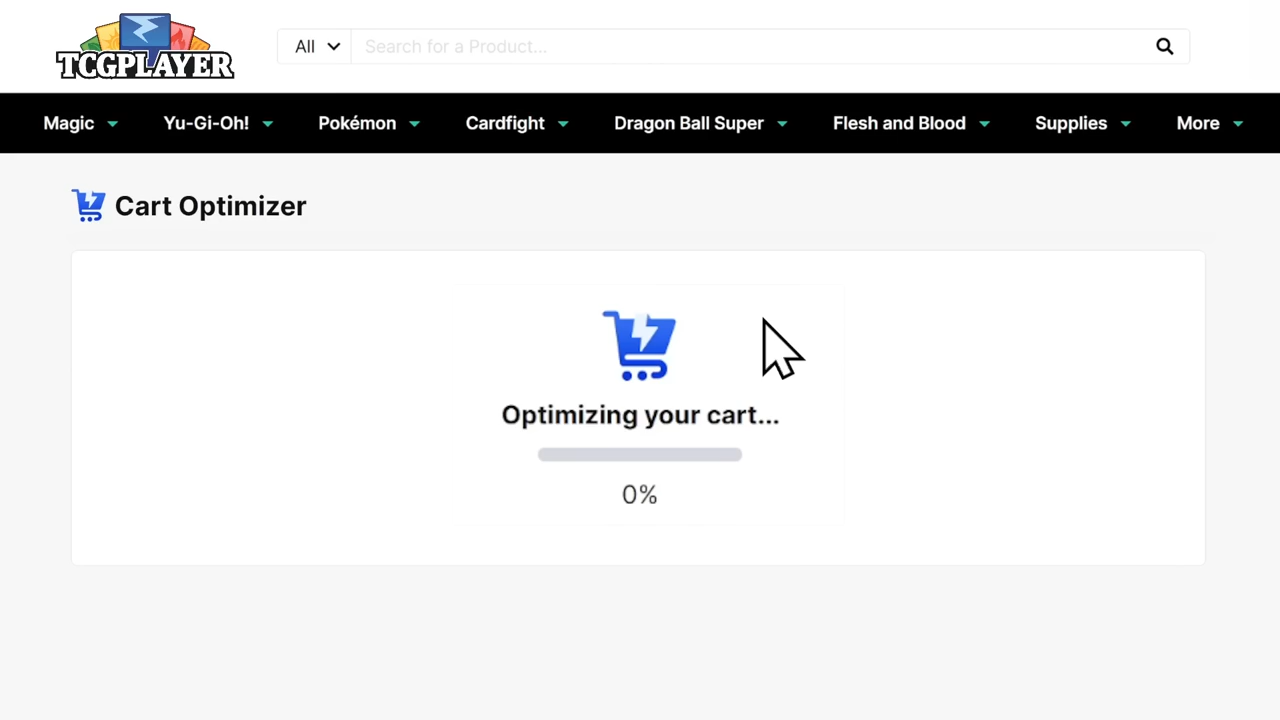 TCGPLAYER
All
Search for a Product...
Magic Yu-Gi-Oh! Pokémon Cardfight Dragon Ball Super Flesh and Blood Supplies More
Cart Optimizer
Optimizing your cart...
0%